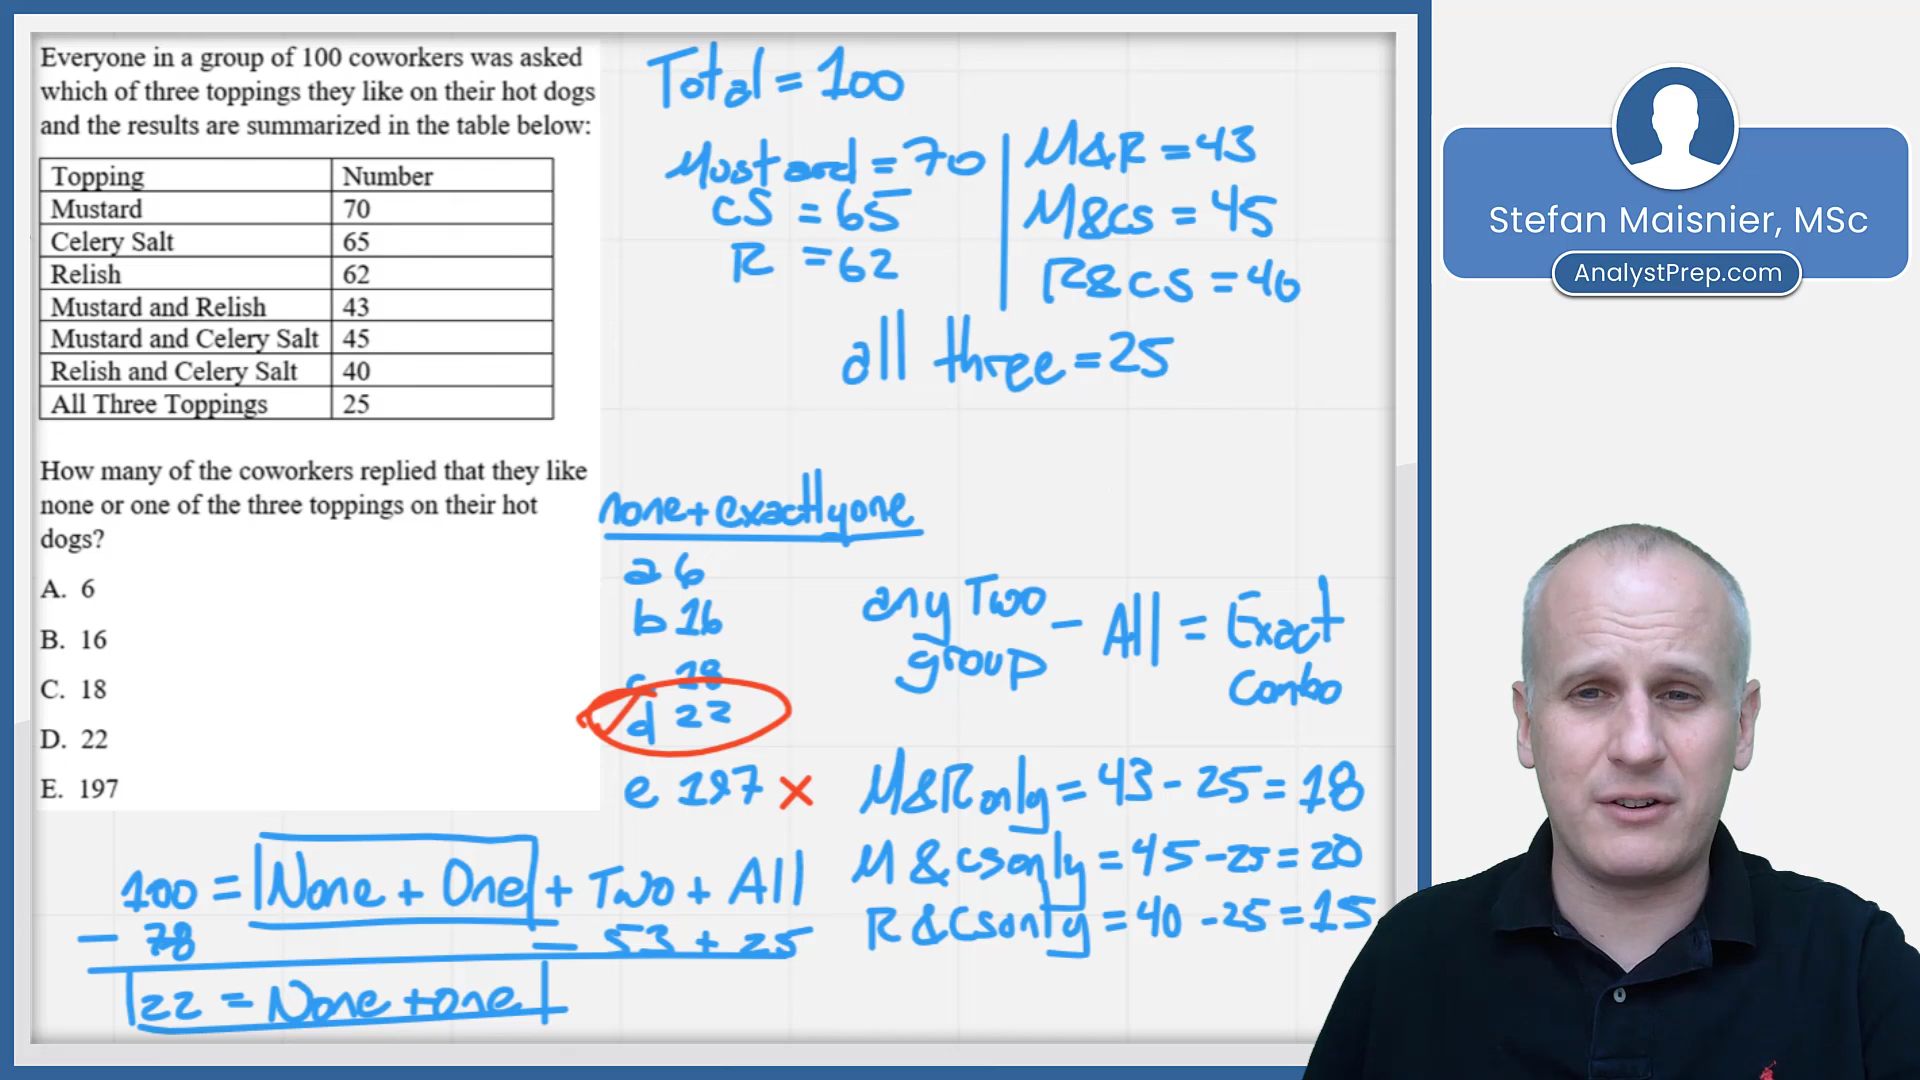 Everyone in a group of 100 coworkers was asked
which of three toppings they like on their hot dogs
and the results are summarized in the table below:
Topping Number
Mustard 70
Celery Salt 65
Relish 62
Mustard and Relish 43
Mustard and Celery Salt 45
Relish and Celery Salt 40
All Three Toppings 25
How many of the coworkers replied that they like
none or one of the three toppings on their hot
dogs?
A. 6
B. 16
C. 18
D. 22
E. 197
Total = 100
Mustard = 70
CS = 65
R = 62
M&R = 43
M&CS = 45
R&CS = 40
all three = 25
none + exactly one
a 6
b 16
c 18
d 22
e 197 ×
any Two group - All = Exact Combo
M&R only = 43 - 25 = 18
M & CS only = 45 - 25 = 20
R & CS only = 40 - 25 = 15
100 = None + One + Two + All
- 78 = 53 + 25
22 = None + one
Stefan Maisnier, MSc
AnalystPrep.com